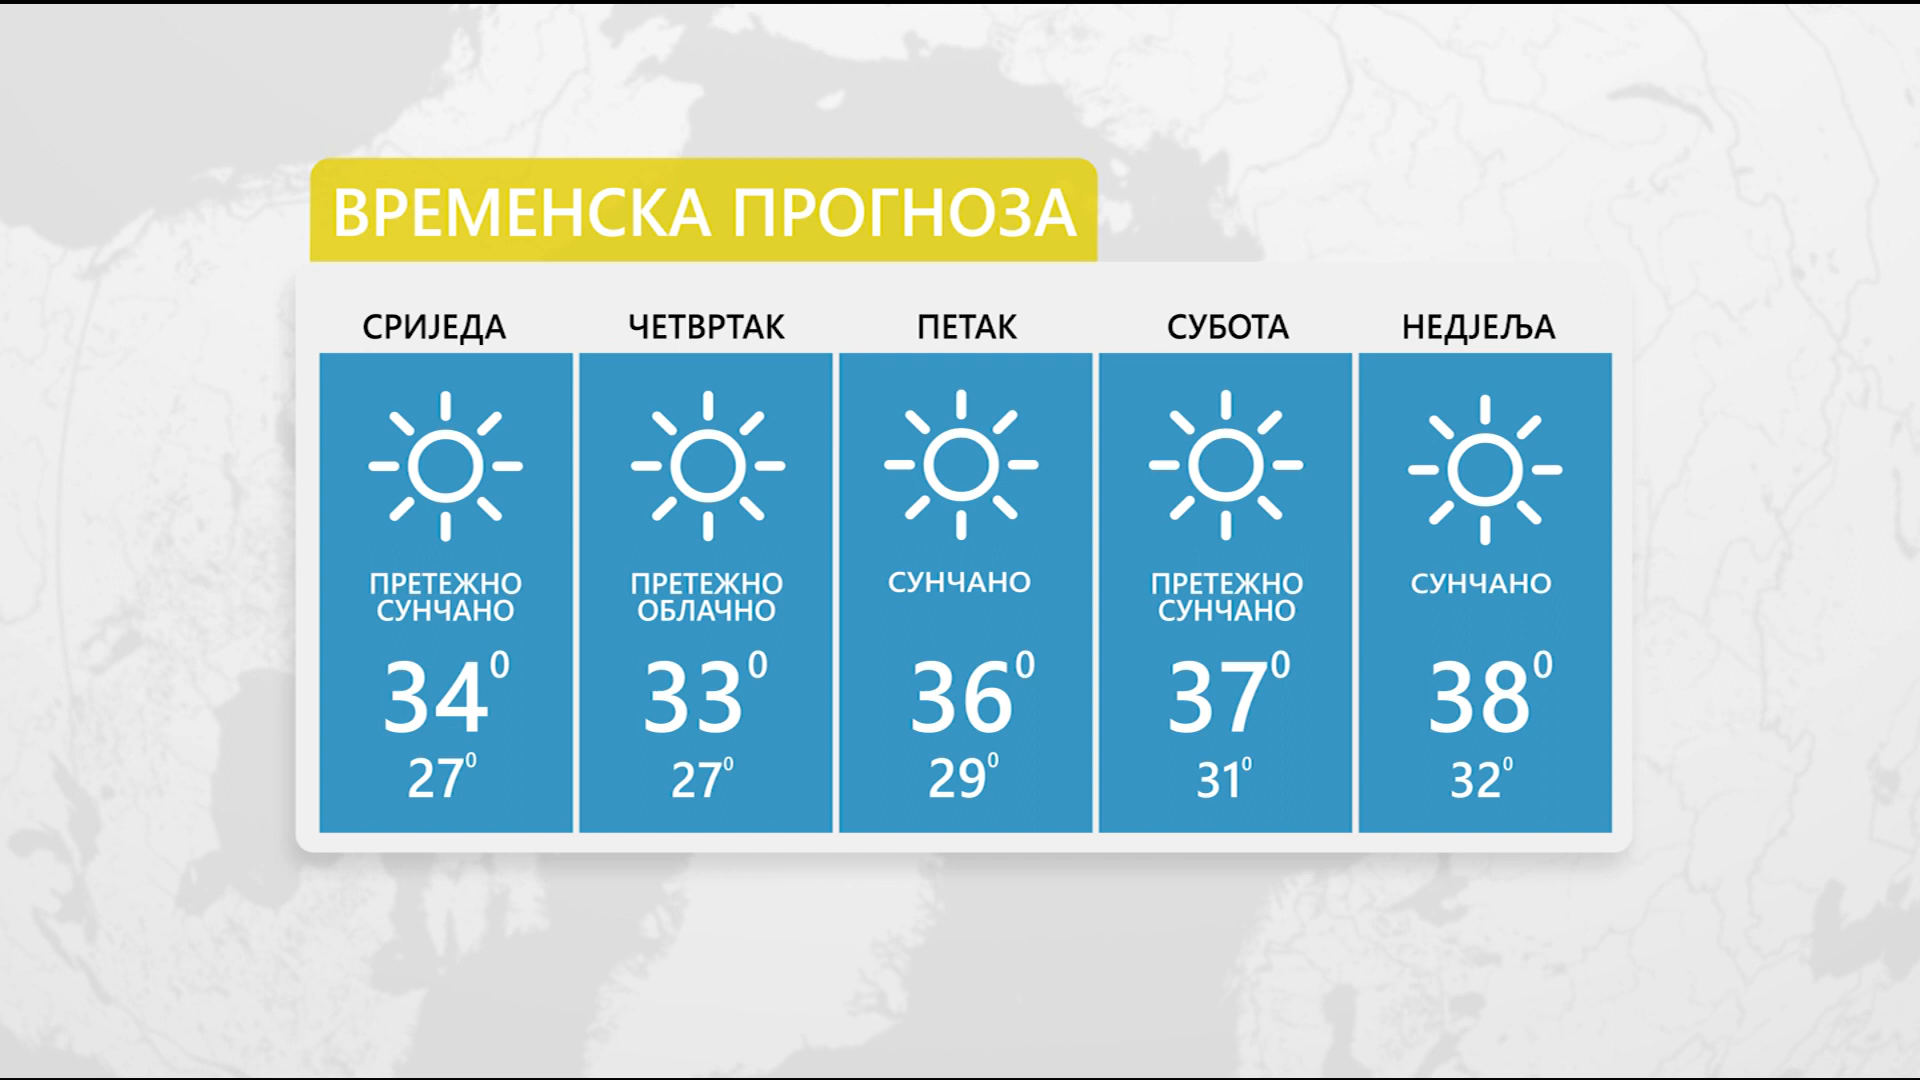 ВРЕМЕНСКА ПРОГНОЗА
СРИЈЕДА
ПРЕТЕЖНО
СУНЧАНО
34⁰
27⁰
ЧЕТВРТАК
ПРЕТЕЖНО
ОБЛАЧНО
33⁰
27⁰
ПЕТАК
СУНЧАНО
36⁰
29⁰
СУБОТА
ПРЕТЕЖНО
СУНЧАНО
37⁰
31⁰
НЕДЈЕЉА
СУНЧАНО
38⁰
32⁰